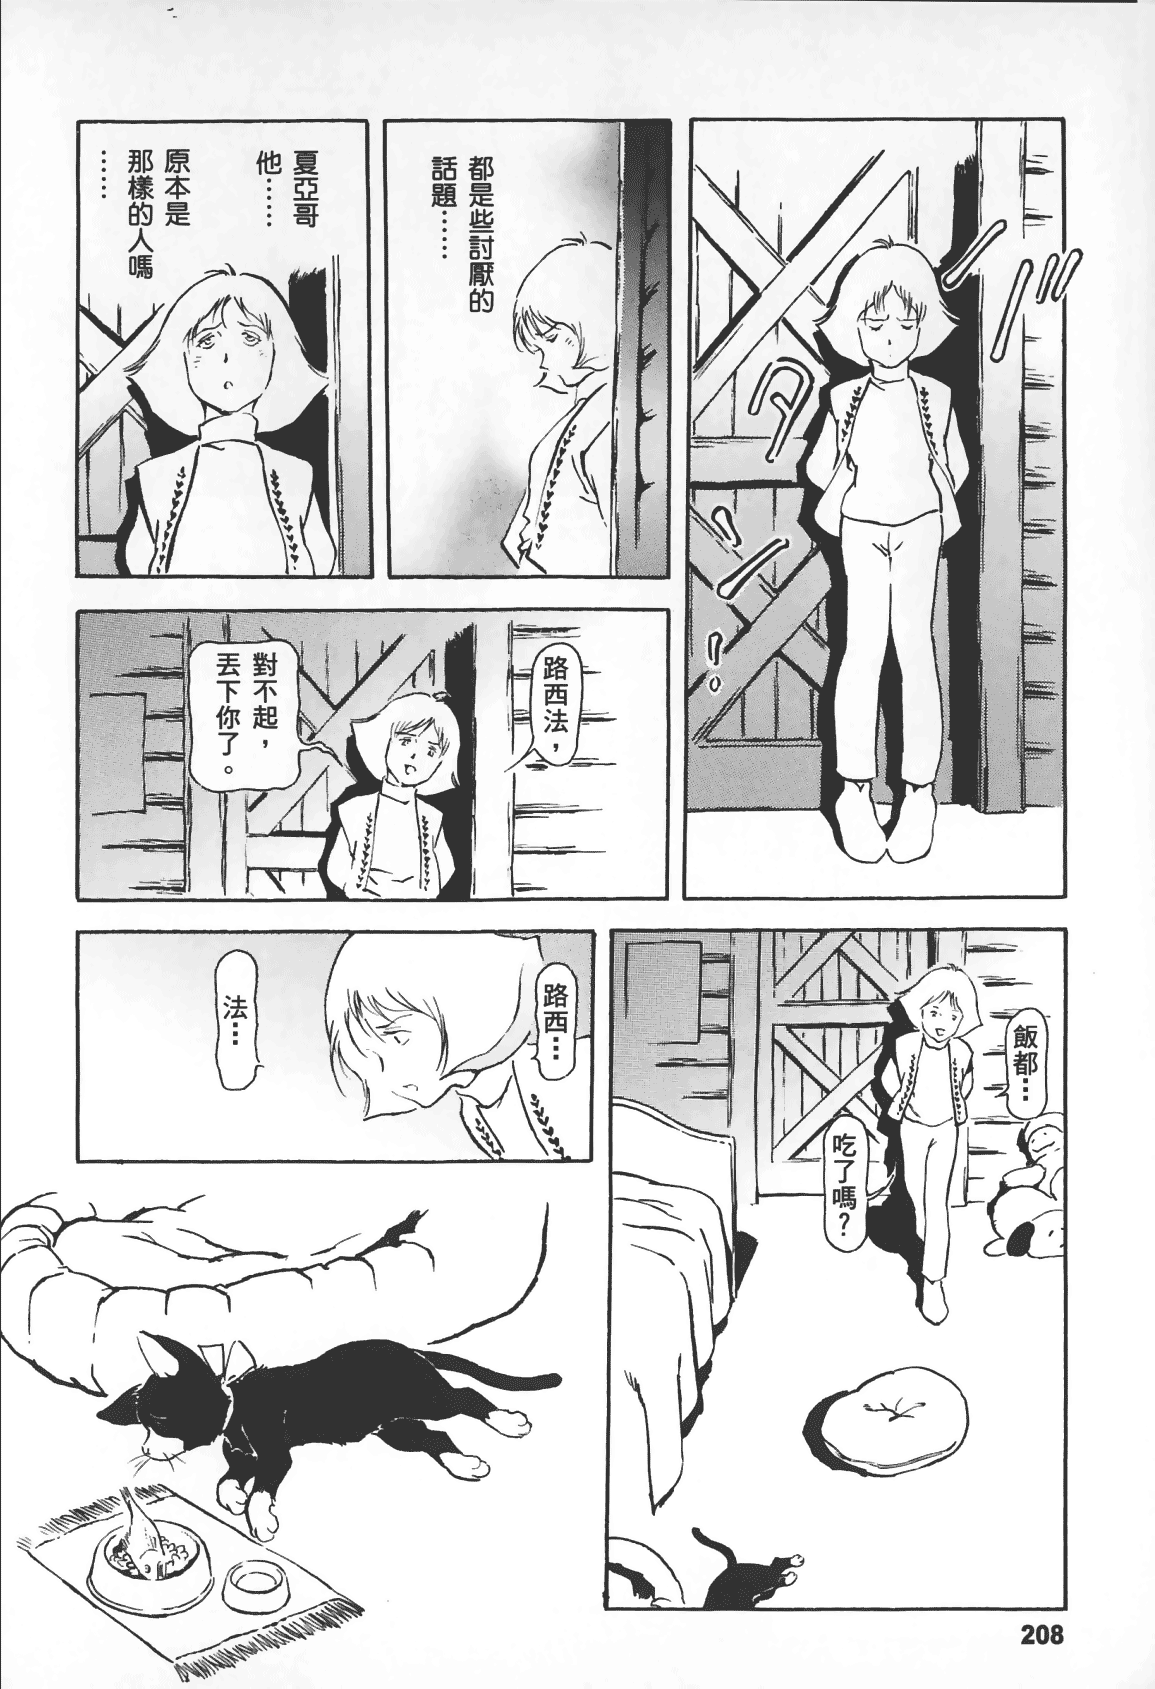 バタ
ン
…。
都是些討厭的
話題……
夏亞哥
他……
原本是
那樣的人嗎
……
路西法，
對不起，
丟下你了。
飯都…
吃了嗎？
路西…
法…
208